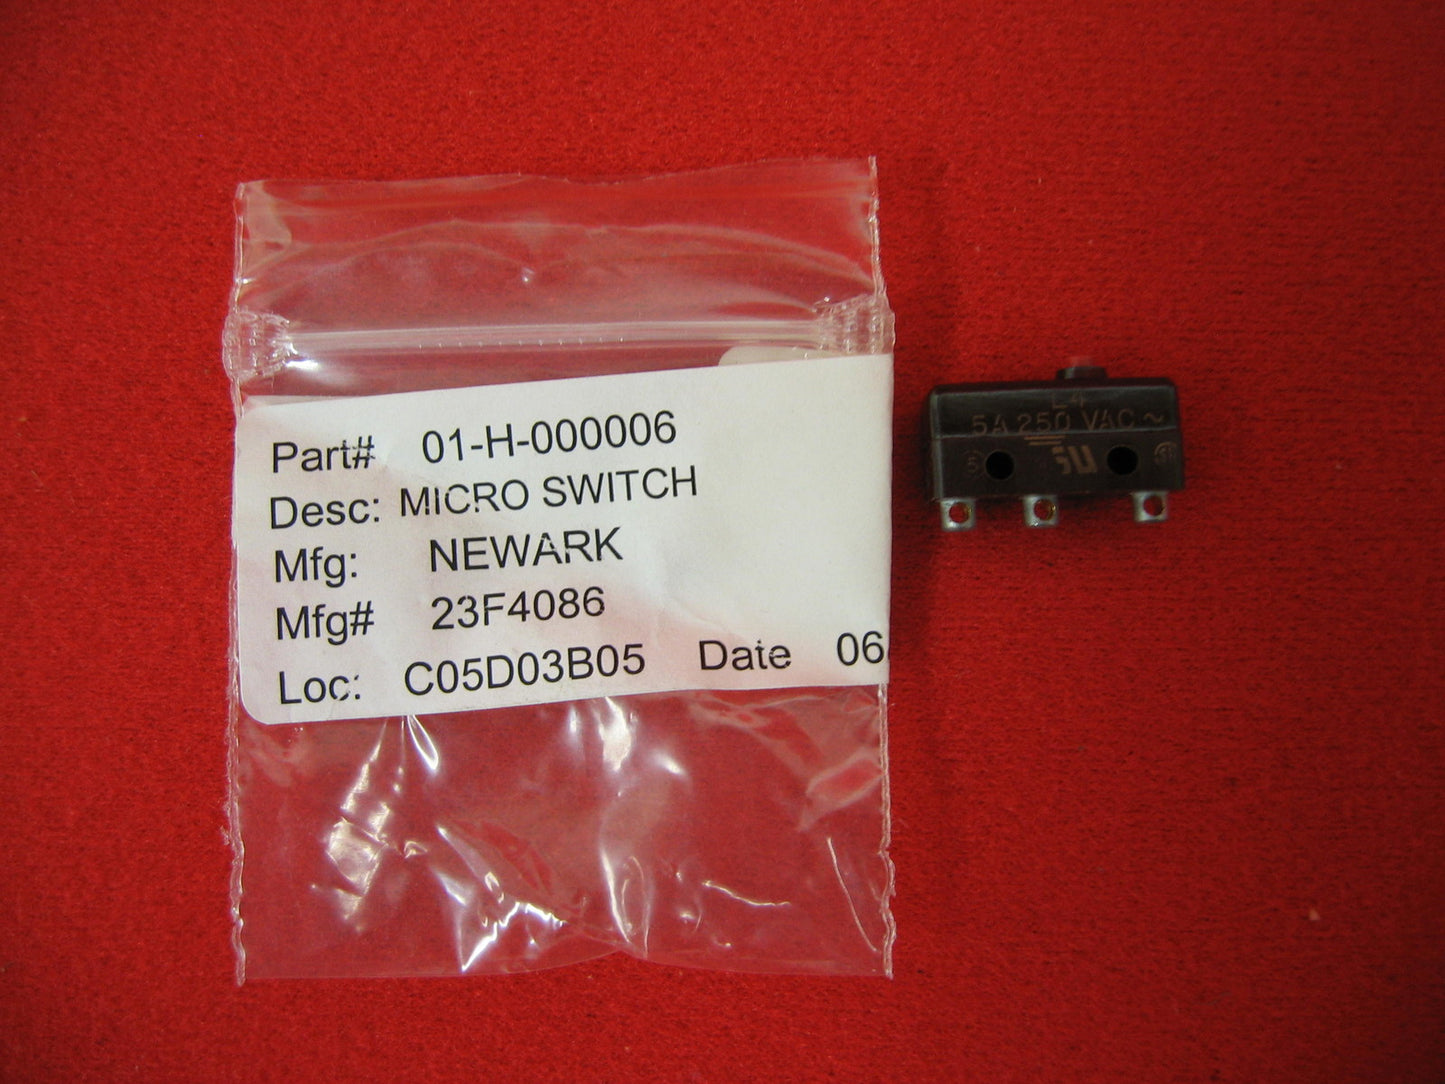 Part# 01-H-000006
Desc: MICRO SWITCH
Mfg: NEWARK
Mfg# 23F4086
Loc: C05D03B05 Date 06
L4
5A 250 VAC ~